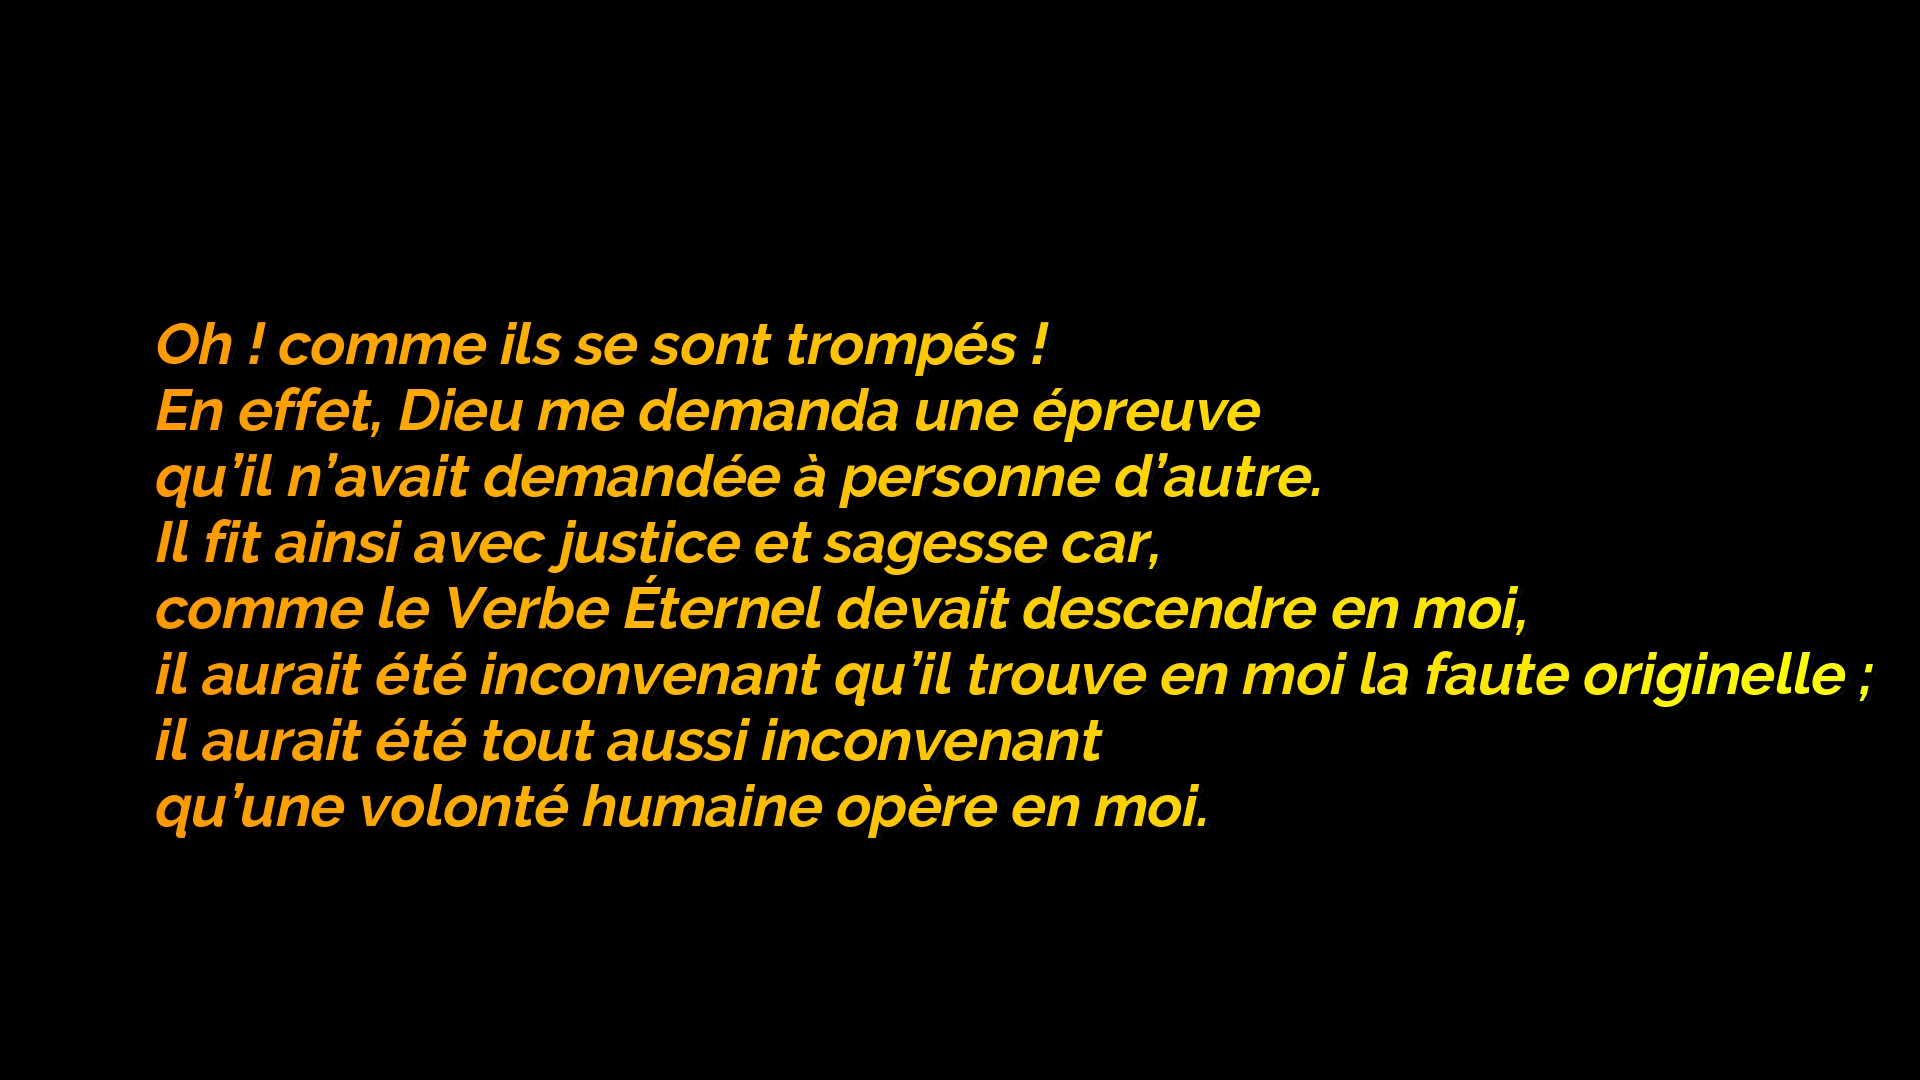 Oh ! comme ils se sont trompés !
En effet, Dieu me demanda une épreuve
qu’il n’avait demandée à personne d’autre.
Il fit ainsi avec justice et sagesse car,
comme le Verbe Éternel devait descendre en moi,
il aurait été inconvenant qu’il trouve en moi la faute originelle ;
il aurait été tout aussi inconvenant
qu’une volonté humaine opère en moi.